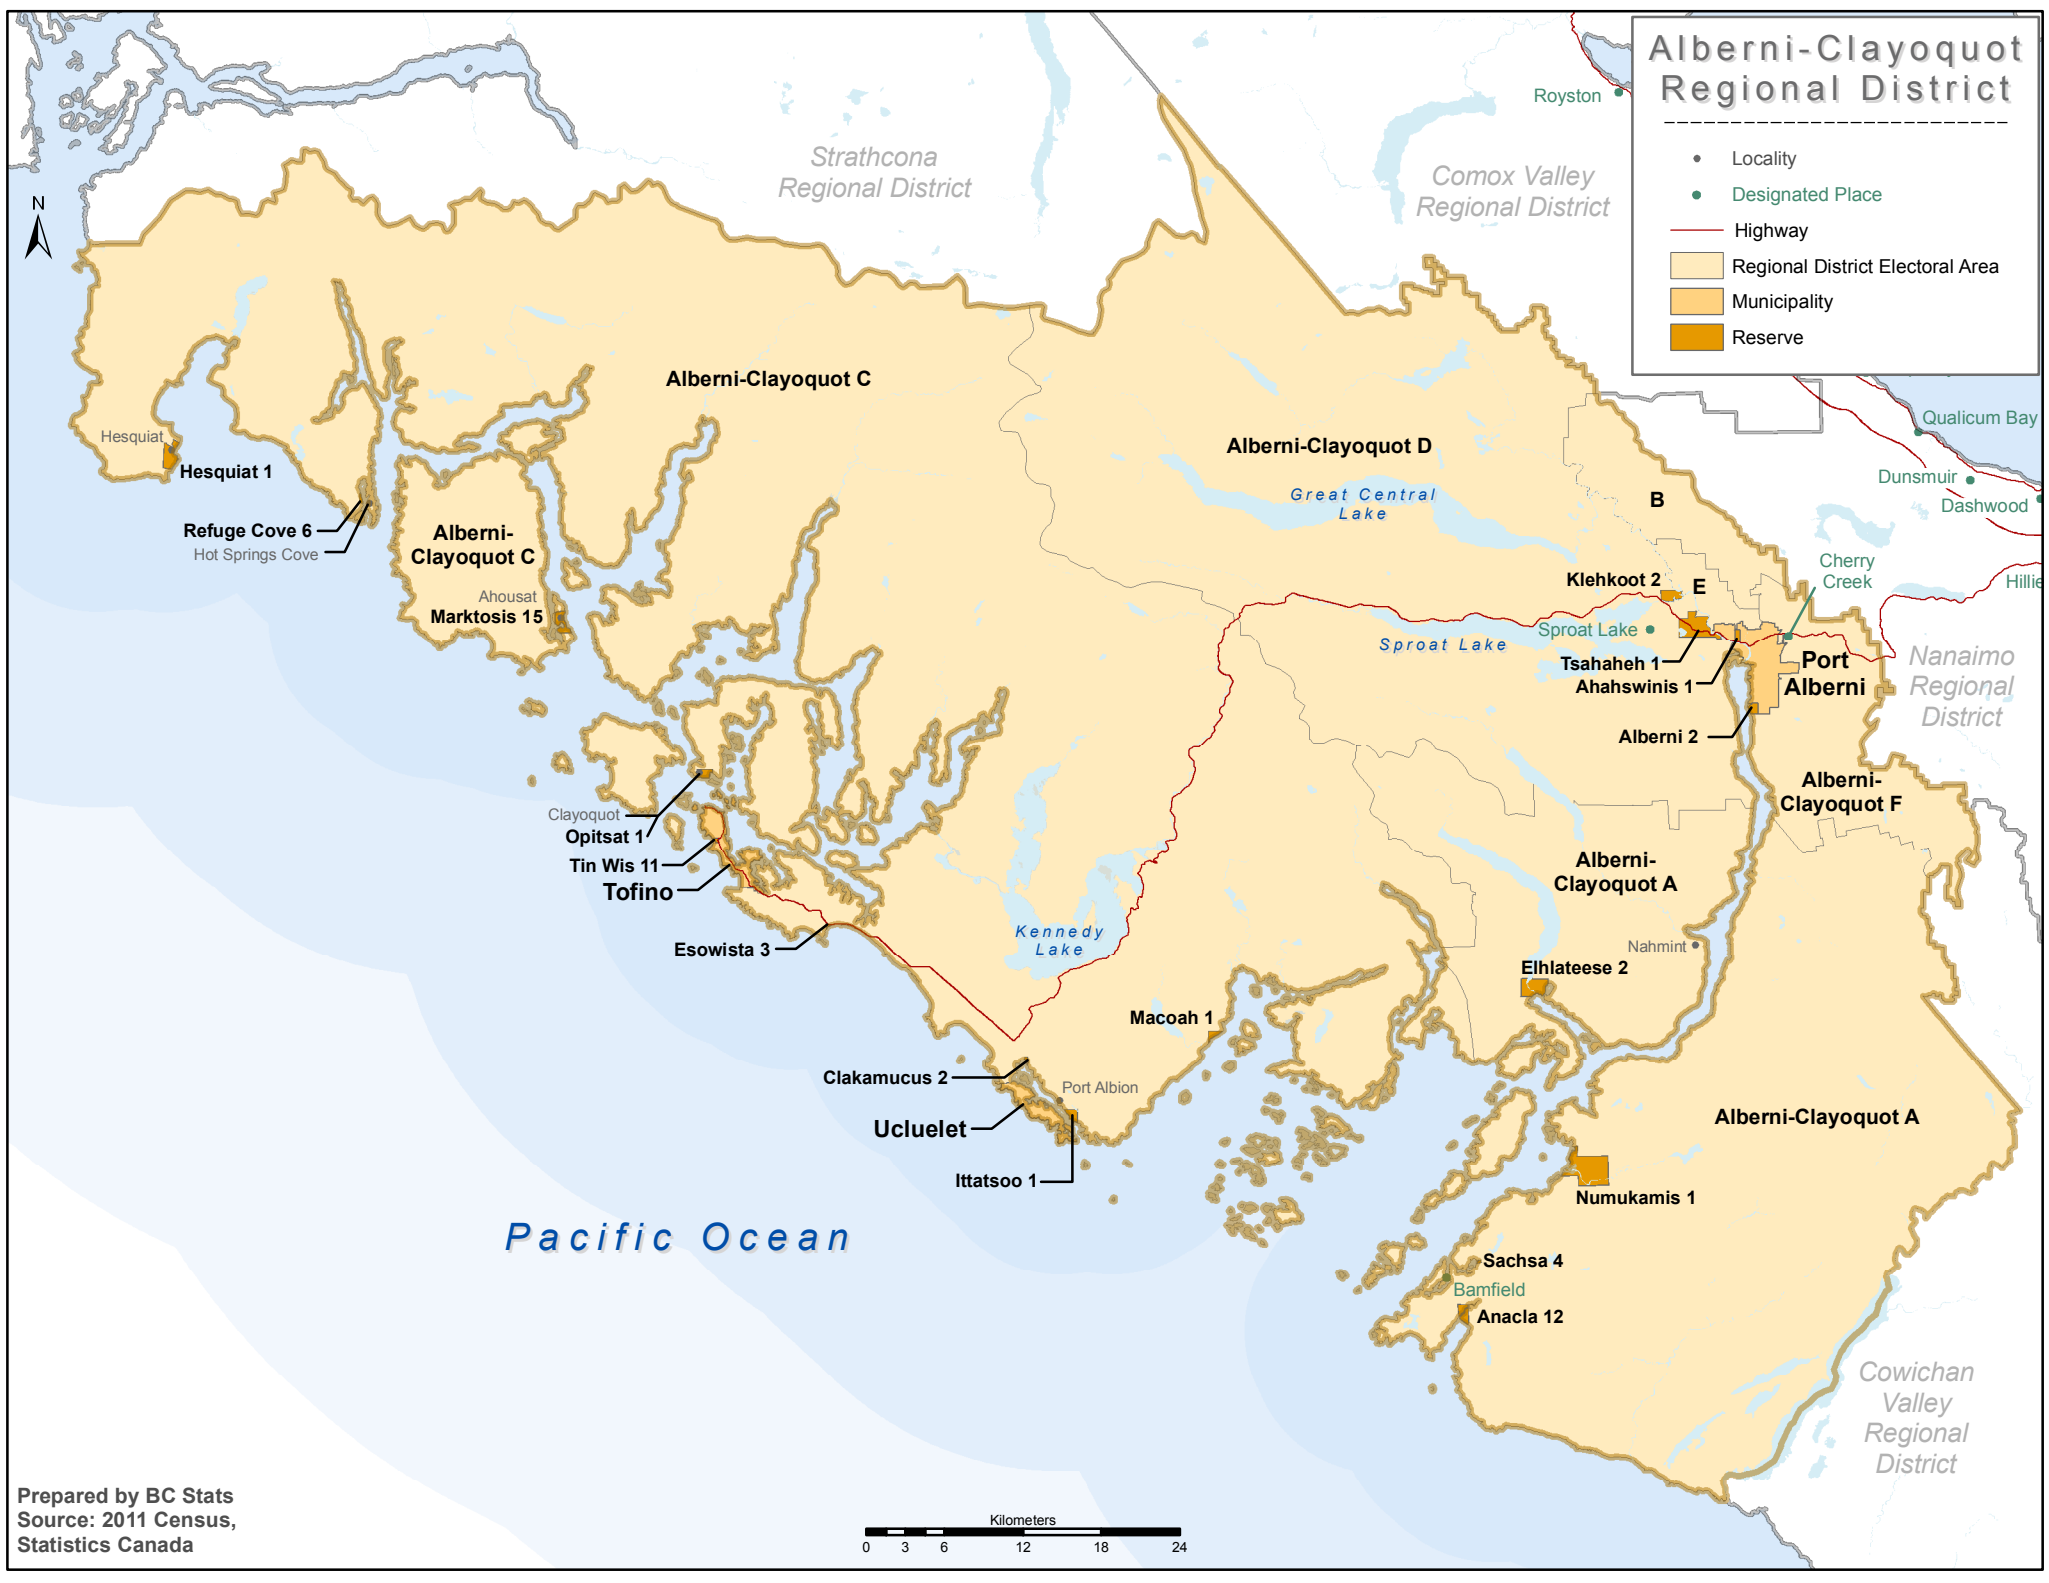 Alberni-Clayoquot
Regional District
Locality
Designated Place
Highway
Regional District Electoral Area
Municipality
Reserve
N
Royston
Strathcona
Regional District
Comox Valley
Regional District
Qualicum Bay
Dunsmuir
Dashwood
Cherry
Creek
Hillie
Nanaimo
Regional
District
Alberni-Clayoquot C
Alberni-Clayoquot D
Great Central
Lake
B
E
Hesquiat
Hesquiat 1
Refuge Cove 6
Hot Springs Cove
Alberni-
Clayoquot C
Ahousat
Marktosis 15
Klehkoot 2
Sproat Lake
Sproat Lake
Tsahaheh 1
Ahahswinis 1
Port
Alberni
Alberni 2
Alberni-
Clayoquot F
Clayoquot
Opitsat 1
Tin Wis 11
Tofino
Esowista 3
Kennedy
Lake
Alberni-
Clayoquot A
Nahmint
Elhlateese 2
Macoah 1
Clakamucus 2
Port Albion
Ucluelet
Ittatsoo 1
Alberni-Clayoquot A
Numukamis 1
Pacific Ocean
Sachsa 4
Bamfield
Anacla 12
Cowichan
Valley
Regional
District
Prepared by BC Stats
Source: 2011 Census,
Statistics Canada
Kilometers
0 3 6 12 18 24